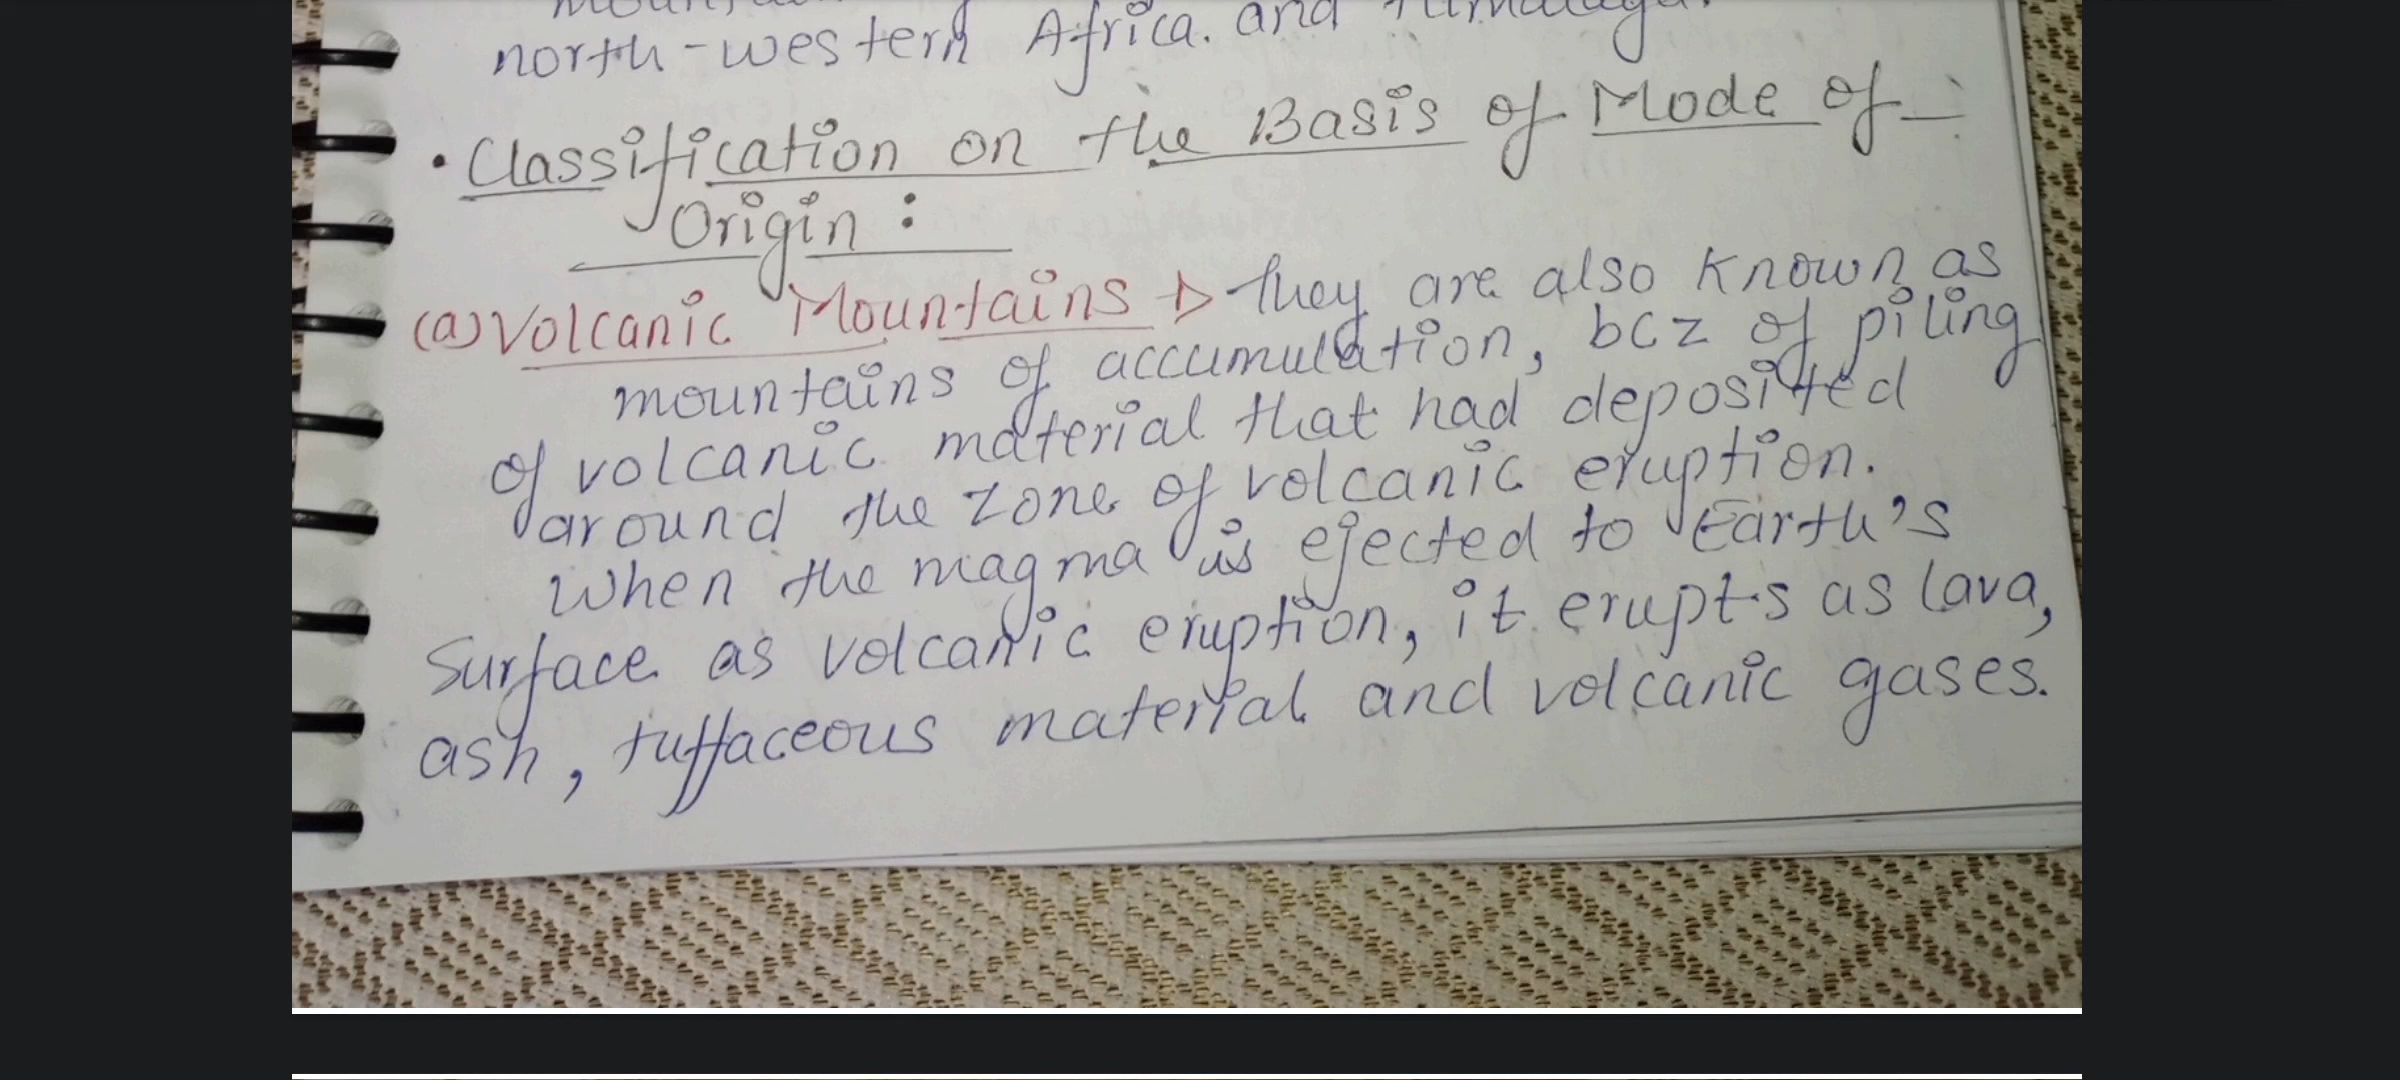 north-western Africa. and Himalaya.
• Classification on the Basis of Mode of -
Origin :
(a) Volcanic Mountains → They are also known as
mountains of accumulation, bcz of piling
of volcanic material that had deposited
around the zone of volcanic eruption.
When the magma is ejected to Earth's
Surface as volcanic eruption, it erupts as lava,
ash, tuffaceous material and volcanic gases.